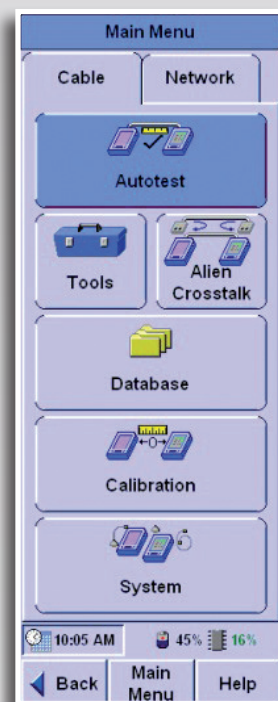 Main Menu
Cable Network
Autotest
Tools
Alien
Crosstalk
Database
Calibration
System
10:05 AM 45% 16%
Back Main
Menu Help